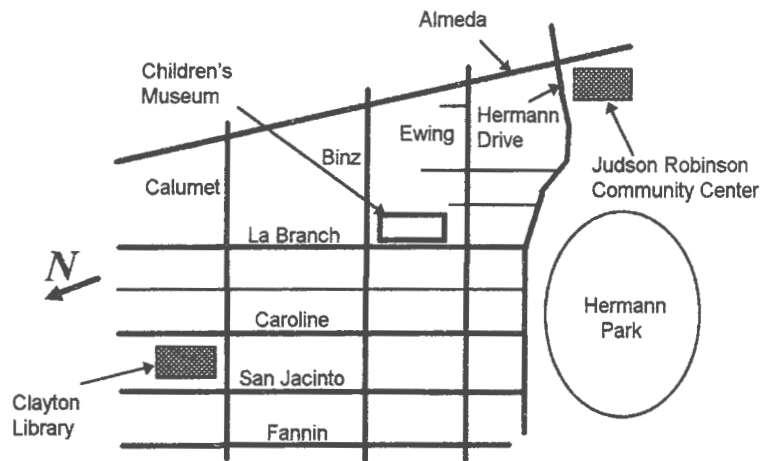 Almeda
Children's
Museum
Hermann
Drive
Ewing
Binz
Judson Robinson
Community Center
Calumet
La Branch
N
Hermann
Park
Caroline
San Jacinto
Clayton
Library
Fannin